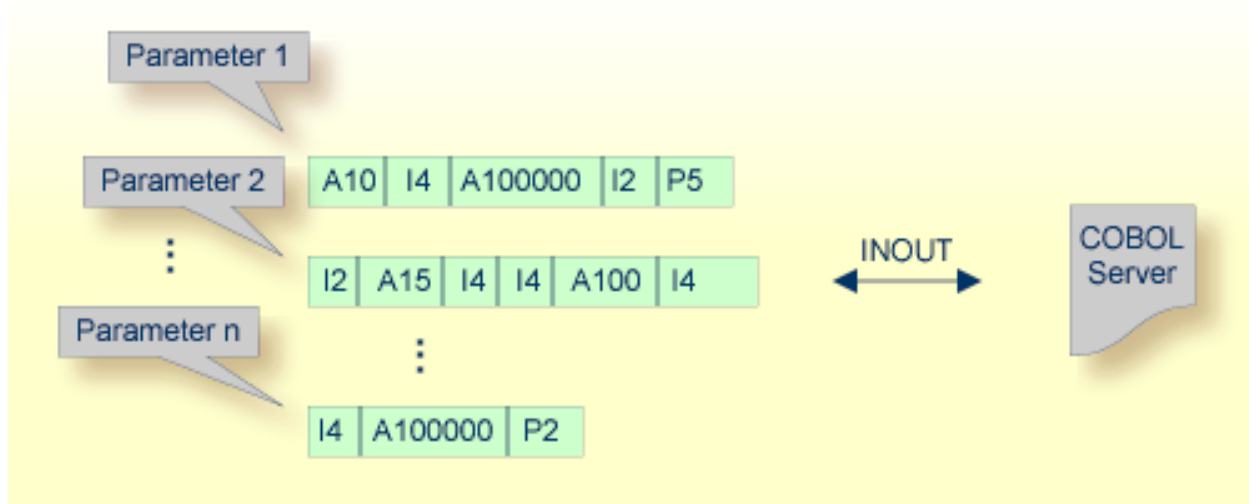 Parameter 1
Parameter 2
A10 I4 A100000 I2 P5
⋮
INOUT
COBOL
Server
I2 A15 I4 I4 A100 I4
Parameter n
⋮
I4 A100000 P2